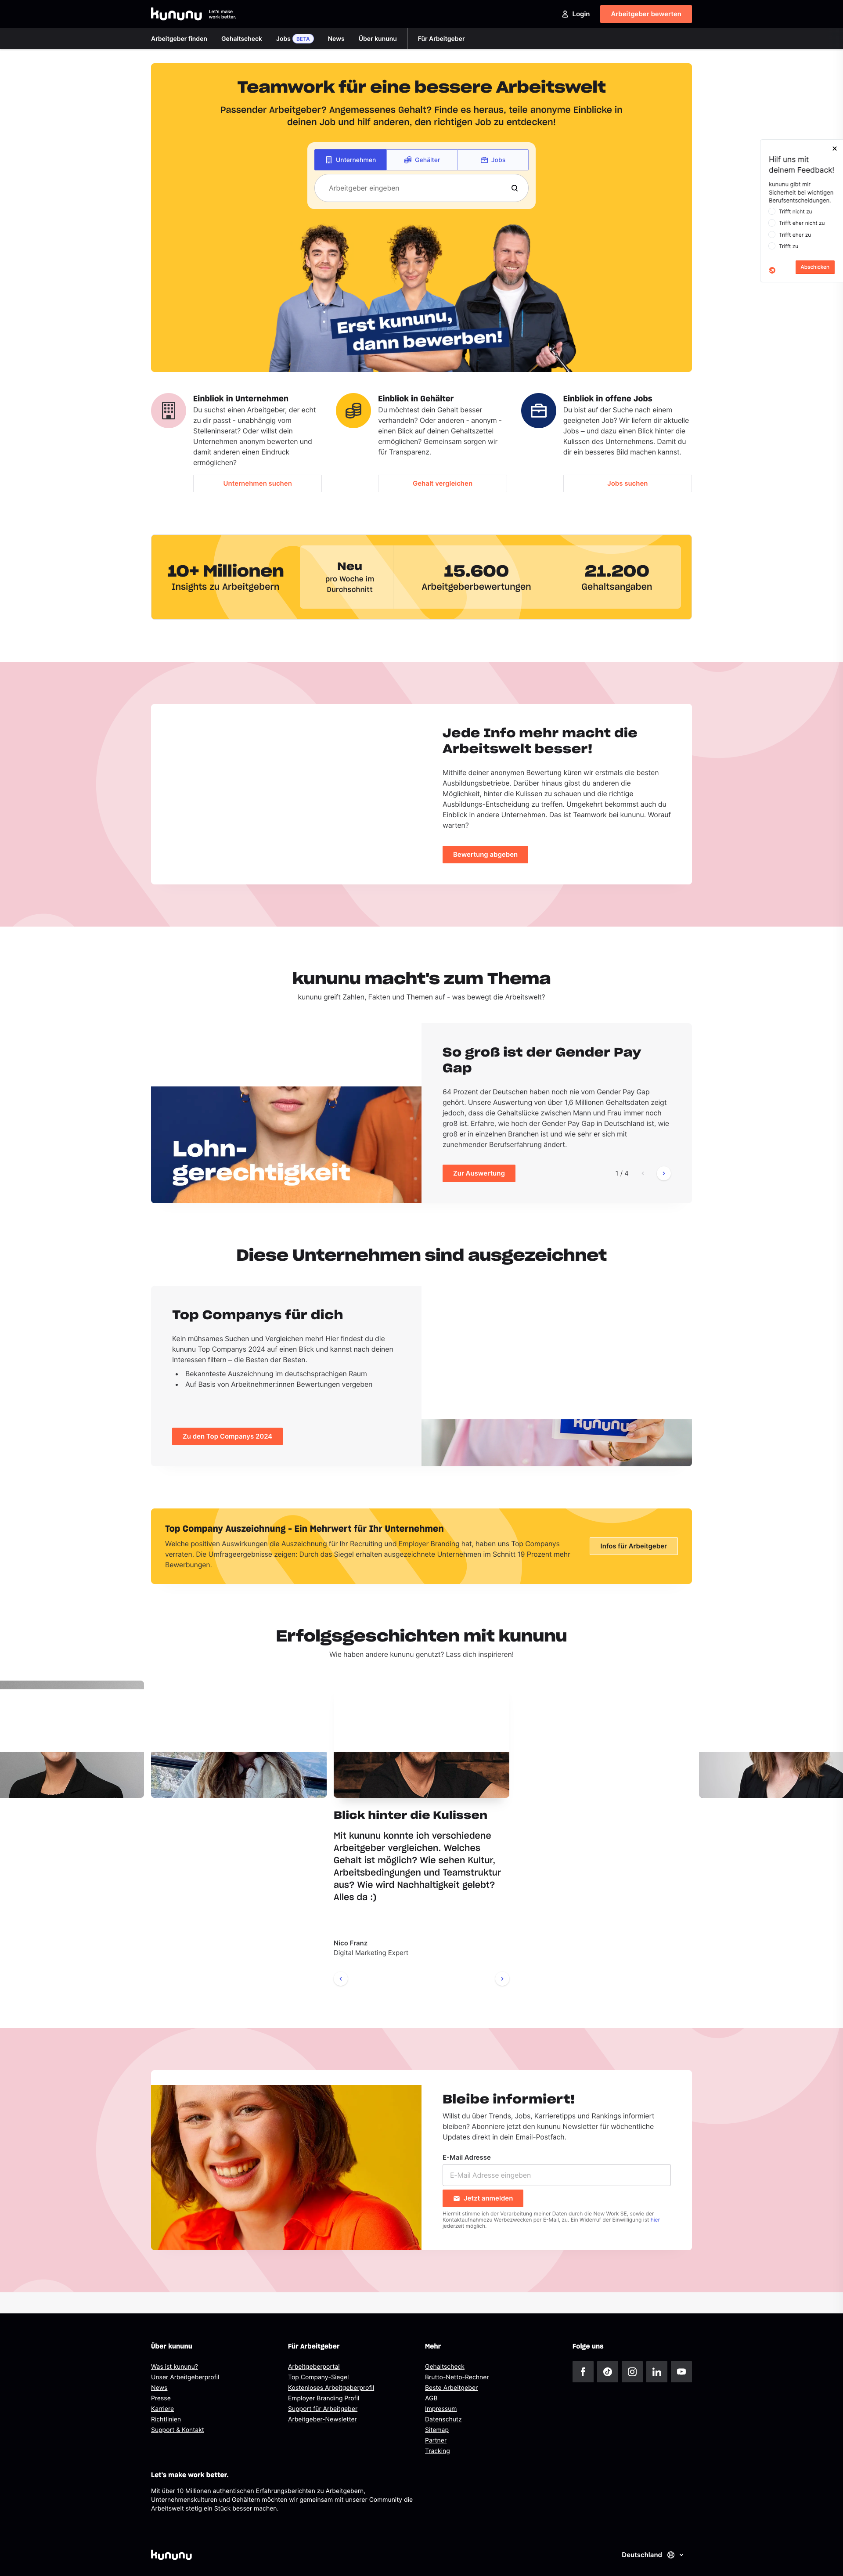 kununu
Let's make
work better.
Login
Arbeitgeber bewerten
Arbeitgeber finden
Gehaltscheck
Jobs BETA
News
Über kununu
Für Arbeitgeber
Teamwork für eine bessere Arbeitswelt
Passender Arbeitgeber? Angemessenes Gehalt? Finde es heraus, teile anonyme Einblicke in
deinen Job und hilf anderen, den richtigen Job zu entdecken!
Unternehmen
Gehälter
Jobs
Arbeitgeber eingeben
Erst kununu,
dann bewerben!
Hilf uns mit
deinem Feedback!
kununu gibt mir
Sicherheit bei wichtigen
Berufsentscheidungen.
Trifft nicht zu
Trifft eher nicht zu
Trifft eher zu
Trifft zu
Abschicken
Einblick in Unternehmen
Du suchst einen Arbeitgeber, der echt
zu dir passt - unabhängig vom
Stelleninserat? Oder willst dein
Unternehmen anonym bewerten und
damit anderen einen Eindruck
ermöglichen?
Unternehmen suchen
Einblick in Gehälter
Du möchtest dein Gehalt besser
verhandeln? Oder anderen - anonym -
einen Blick auf deinen Gehaltszettel
ermöglichen? Gemeinsam sorgen wir
für Transparenz.
Gehalt vergleichen
Einblick in offene Jobs
Du bist auf der Suche nach einem
geeigneten Job? Wir liefern dir aktuelle
Jobs – und dazu einen Blick hinter die
Kulissen des Unternehmens. Damit du
dir ein besseres Bild machen kannst.
Jobs suchen
10+ Millionen
Insights zu Arbeitgebern
Neu
pro Woche im
Durchschnitt
15.600
Arbeitgeberbewertungen
21.200
Gehaltsangaben
Jede Info mehr macht die
Arbeitswelt besser!
Mithilfe deiner anonymen Bewertung küren wir erstmals die besten
Ausbildungsbetriebe. Darüber hinaus gibst du anderen die
Möglichkeit, hinter die Kulissen zu schauen und die richtige
Ausbildungs-Entscheidung zu treffen. Umgekehrt bekommst auch du
Einblick in andere Unternehmen. Das ist Teamwork bei kununu. Worauf
warten?
Bewertung abgeben
kununu macht's zum Thema
kununu greift Zahlen, Fakten und Themen auf - was bewegt die Arbeitswelt?
Lohn-
gerechtigkeit
So groß ist der Gender Pay
Gap
64 Prozent der Deutschen haben noch nie vom Gender Pay Gap
gehört. Unsere Auswertung von über 1,6 Millionen Gehaltsdaten zeigt
jedoch, dass die Gehaltslücke zwischen Mann und Frau immer noch
groß ist. Erfahre, wie hoch der Gender Pay Gap in Deutschland ist, wie
groß er in einzelnen Branchen ist und wie sehr er sich mit
zunehmender Berufserfahrung ändert.
Zur Auswertung
1 / 4
Diese Unternehmen sind ausgezeichnet
Top Companys für dich
Kein mühsames Suchen und Vergleichen mehr! Hier findest du die
kununu Top Companys 2024 auf einen Blick und kannst nach deinen
Interessen filtern – die Besten der Besten.
Bekannteste Auszeichnung im deutschsprachigen Raum
Auf Basis von Arbeitnehmer:innen Bewertungen vergeben
Zu den Top Companys 2024
kununu
Top Company Auszeichnung - Ein Mehrwert für Ihr Unternehmen
Welche positiven Auswirkungen die Auszeichnung für Ihr Recruiting und Employer Branding hat, haben uns Top Companys
verraten. Die Umfrageergebnisse zeigen: Durch das Siegel erhalten ausgezeichnete Unternehmen im Schnitt 19 Prozent mehr
Bewerbungen.
Infos für Arbeitgeber
Erfolgsgeschichten mit kununu
Wie haben andere kununu genutzt? Lass dich inspirieren!
Blick hinter die Kulissen
Mit kununu konnte ich verschiedene
Arbeitgeber vergleichen. Welches
Gehalt ist möglich? Wie sehen Kultur,
Arbeitsbedingungen und Teamstruktur
aus? Wie wird Nachhaltigkeit gelebt?
Alles da :)
Nico Franz
Digital Marketing Expert
Bleibe informiert!
Willst du über Trends, Jobs, Karrieretipps und Rankings informiert
bleiben? Abonniere jetzt den kununu Newsletter für wöchentliche
Updates direkt in dein Email-Postfach.
E-Mail Adresse
E-Mail Adresse eingeben
Jetzt anmelden
Hiermit stimme ich der Verarbeitung meiner Daten durch die New Work SE, sowie der
Kontaktaufnahmezu Werbezwecken per E-Mail, zu. Ein Widerruf der Einwilligung ist hier
jederzeit möglich.
Über kununu
Was ist kununu?
Unser Arbeitgeberprofil
News
Presse
Karriere
Richtlinien
Support & Kontakt
Für Arbeitgeber
Arbeitgeberportal
Top Company-Siegel
Kostenloses Arbeitgeberprofil
Employer Branding Profil
Support für Arbeitgeber
Arbeitgeber-Newsletter
Mehr
Gehaltscheck
Brutto-Netto-Rechner
Beste Arbeitgeber
AGB
Impressum
Datenschutz
Sitemap
Partner
Tracking
Folge uns
Let's make work better.
Mit über 10 Millionen authentischen Erfahrungsberichten zu Arbeitgebern,
Unternehmenskulturen und Gehältern möchten wir gemeinsam mit unserer Community die
Arbeitswelt stetig ein Stück besser machen.
kununu
Deutschland